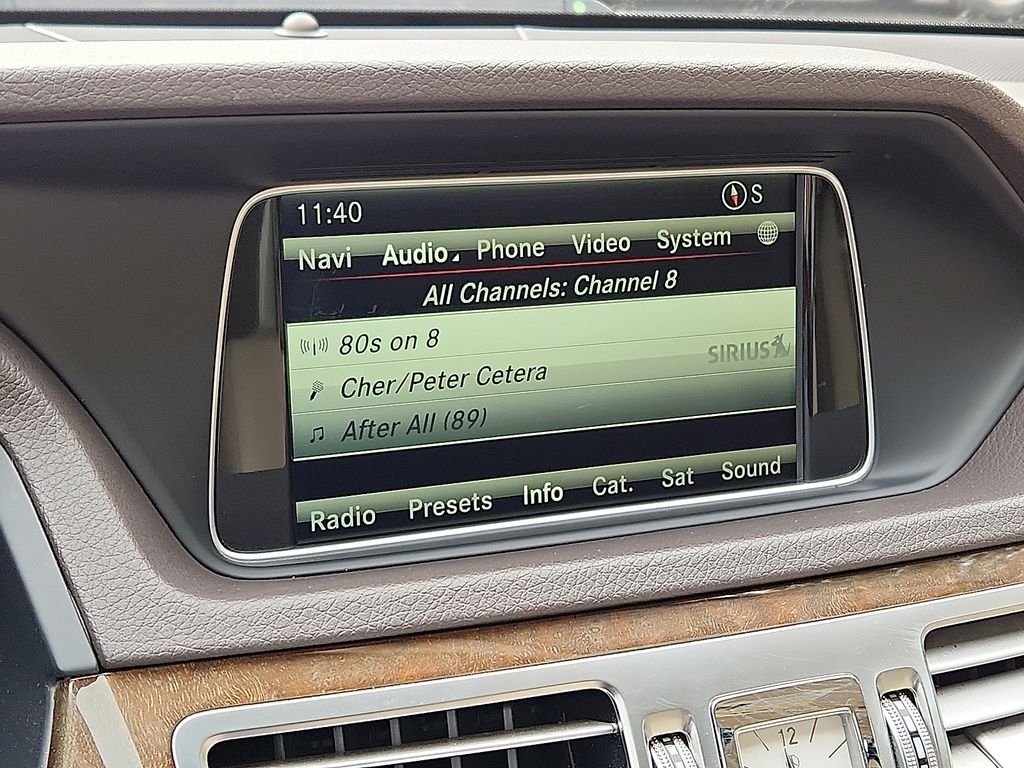 11:40 S
Navi Audio Phone Video System
All Channels: Channel 8
80s on 8
SIRIUS
Cher/Peter Cetera
After All (89)
Radio Presets Info Cat. Sat Sound
12